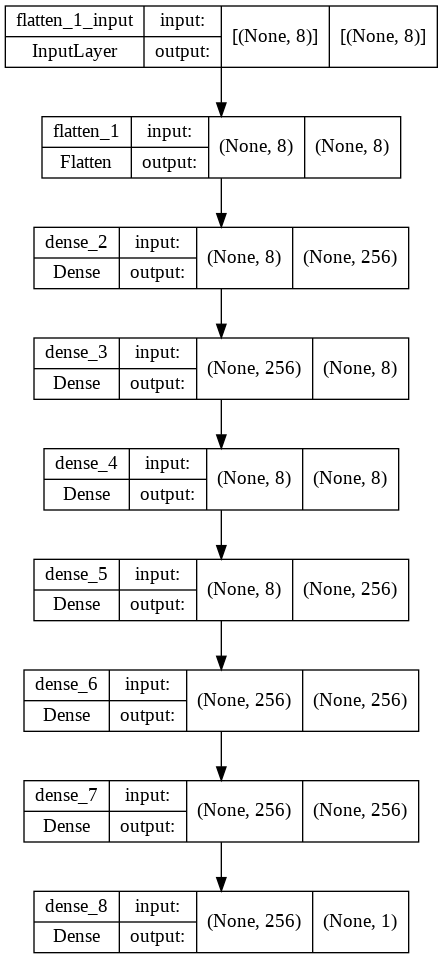 flatten_1_input input: [(None, 8)] [(None, 8)]
InputLayer output:
flatten_1 input: (None, 8) (None, 8)
Flatten output:
dense_2 input: (None, 8) (None, 256)
Dense output:
dense_3 input: (None, 256) (None, 8)
Dense output:
dense_4 input: (None, 8) (None, 8)
Dense output:
dense_5 input: (None, 8) (None, 256)
Dense output:
dense_6 input: (None, 256) (None, 256)
Dense output:
dense_7 input: (None, 256) (None, 256)
Dense output:
dense_8 input: (None, 256) (None, 1)
Dense output: